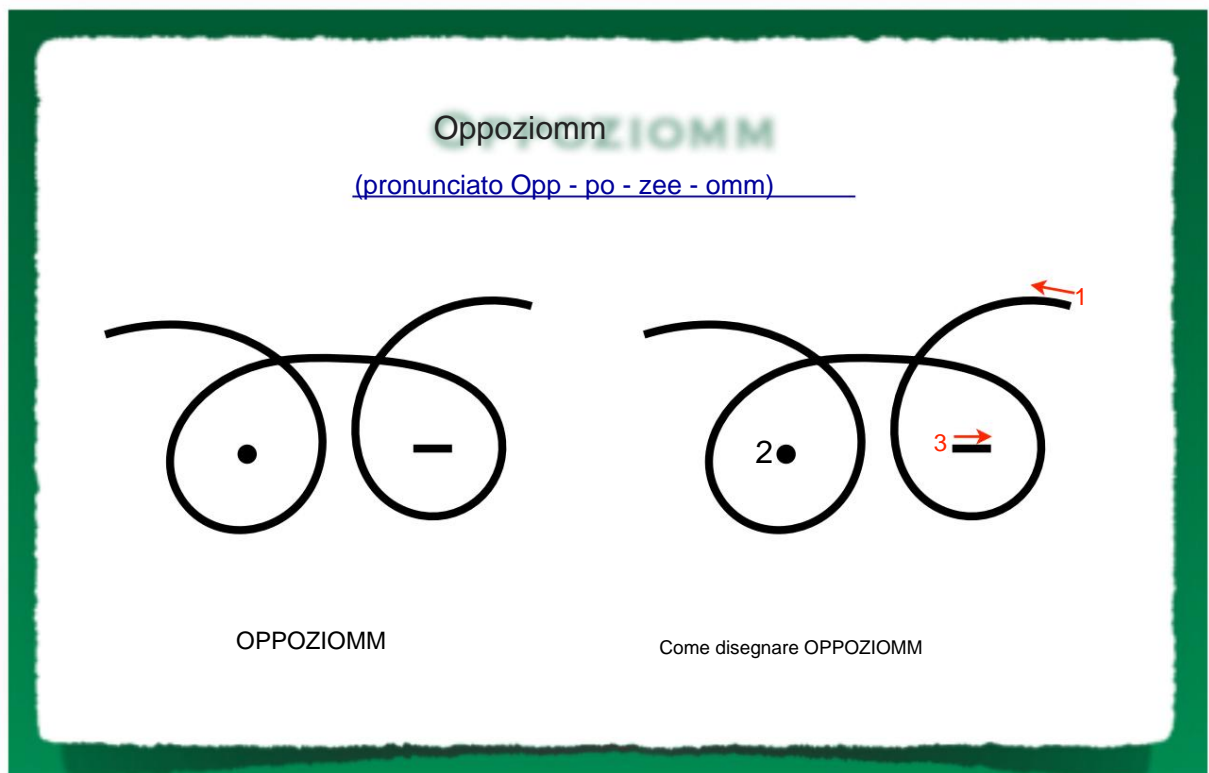 Oppoziomm
(pronunciato Opp - po - zee - omm)
1
2
3
OPPOZIOMM
Come disegnare OPPOZIOMM